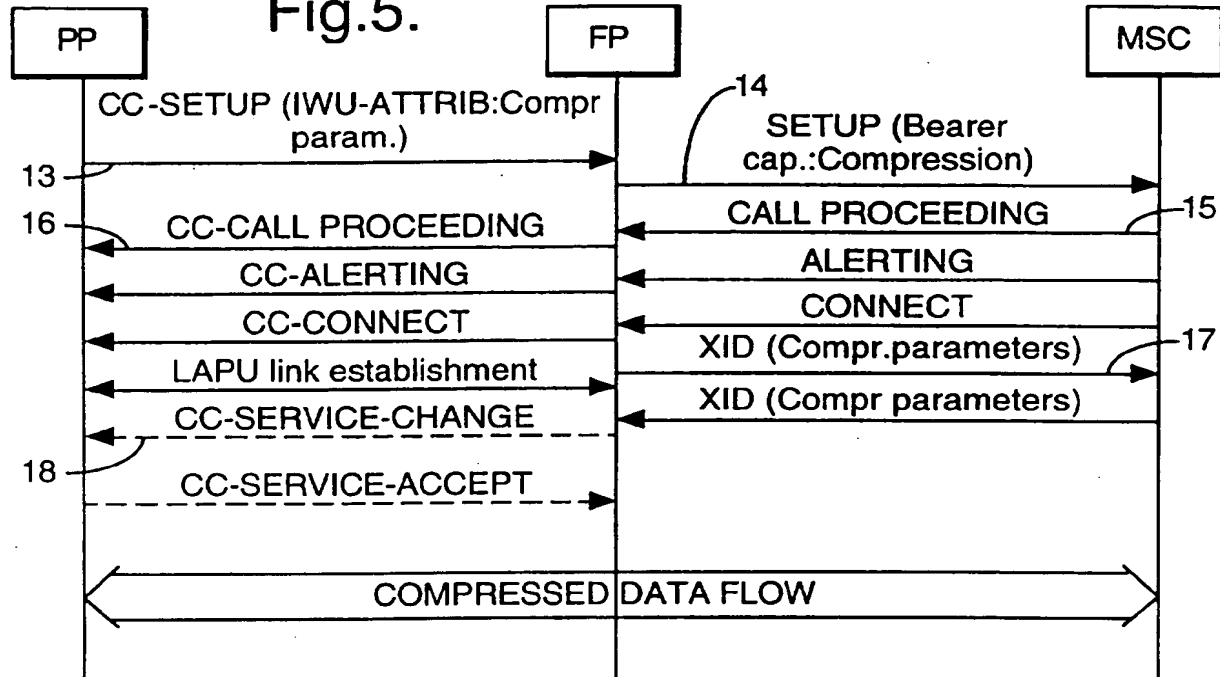 Fig.5.
PP
FP
MSC
CC-SETUP (IWU-ATTRIB:Compr
param.)
13
14
SETUP (Bearer
cap.:Compression)
CALL PROCEEDING
15
16
CC-CALL PROCEEDING
ALERTING
CC-ALERTING
CONNECT
CC-CONNECT
XID (Compr.parameters)
17
LAPU link establishment
XID (Compr parameters)
CC-SERVICE-CHANGE
18
CC-SERVICE-ACCEPT
COMPRESSED DATA FLOW